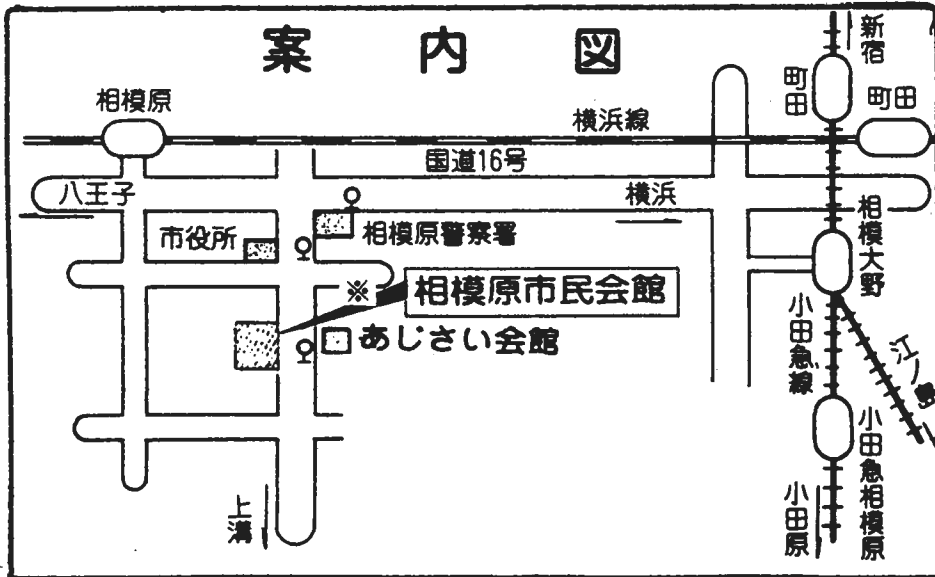 案内図
新宿
相模原
町田
町田
横浜線
国道16号
八王子
横浜
市役所
相模原警察署
相模大野
※
相模原市民会館
あじさい会館
小田急線
江ノ島
小田急相模原
上溝
小田原